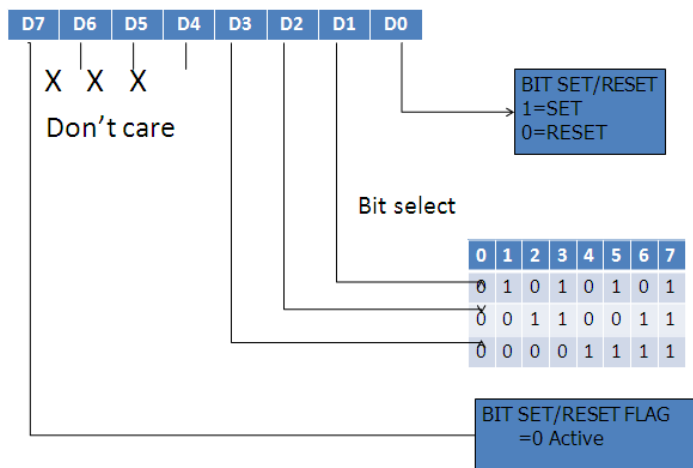 D7 D6 D5 D4 D3 D2 D1 D0
X X X
Don't care
BIT SET/RESET
1=SET
0=RESET
Bit select
0 1 2 3 4 5 6 7
0 1 0 1 0 1 0 1
0 0 1 1 0 0 1 1
0 0 0 0 1 1 1 1
BIT SET/RESET FLAG
=0 Active